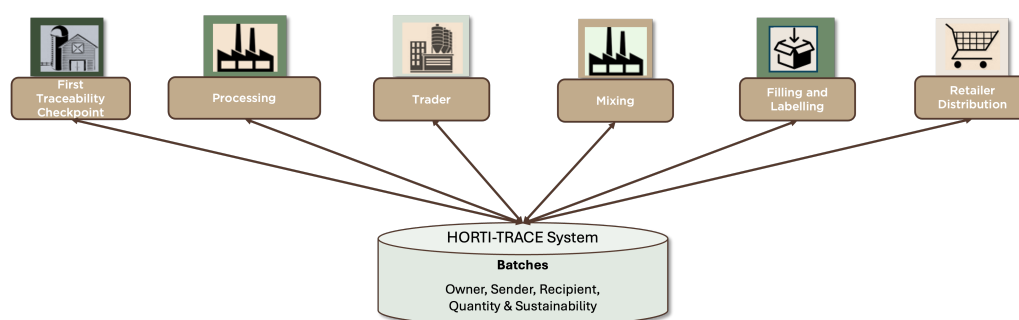 First
Traceability
Checkpoint
Processing
Trader
Mixing
Filling and
Labelling
Retailer
Distribution
HORTI-TRACE System
Batches
Owner, Sender, Recipient,
Quantity & Sustainability